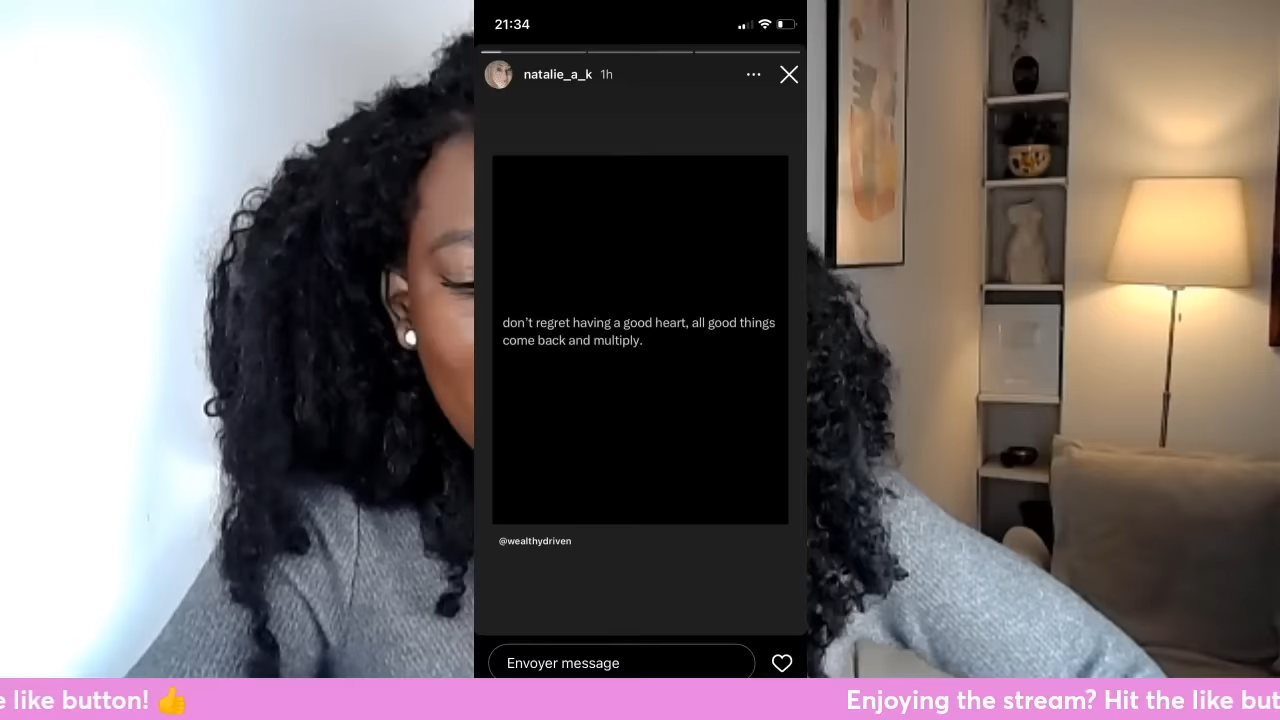 21:34
natalie_a_k 1h
don't regret having a good heart, all good things
come back and multiply.
@wealthydriven
Envoyer message
e like button! 👍
Enjoying the stream? Hit the like but